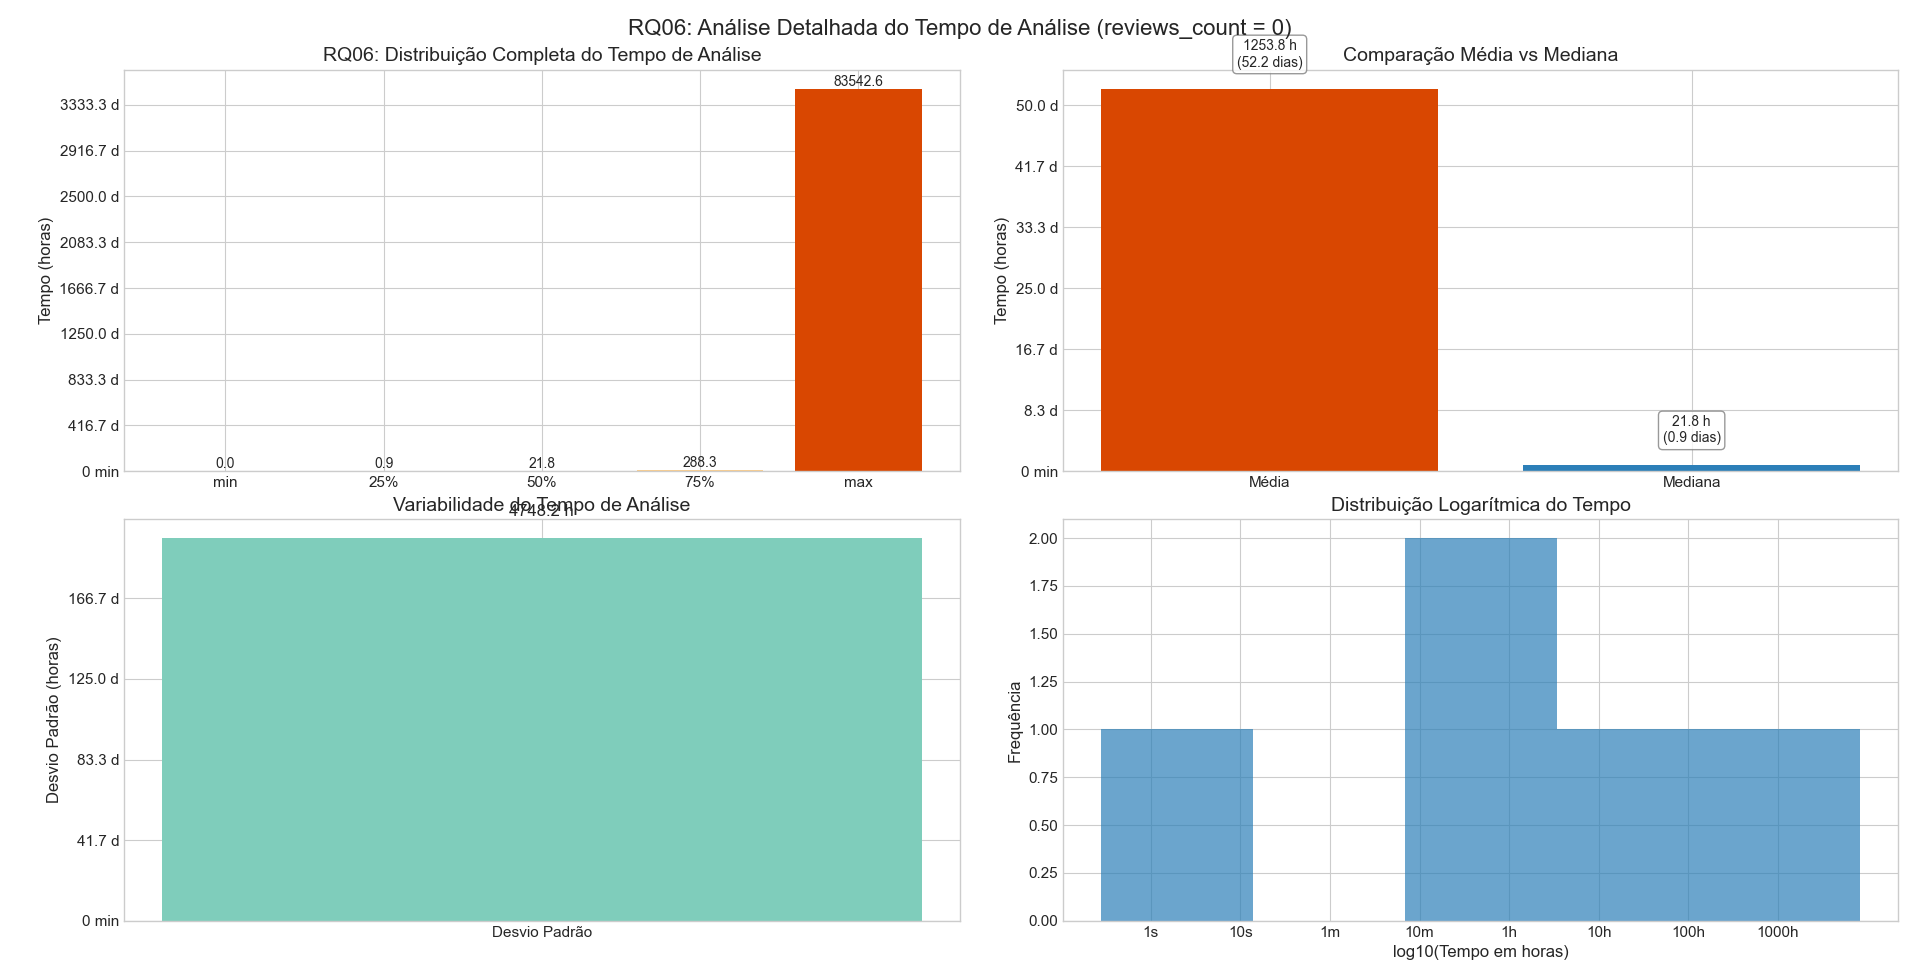 RQ06: Análise Detalhada do Tempo de Análise (reviews_count = 0)
RQ06: Distribuição Completa do Tempo de Análise
Tempo (horas)
3333.3 d
2916.7 d
2500.0 d
2083.3 d
1666.7 d
1250.0 d
833.3 d
416.7 d
0 min
0.0
0.9
21.8
288.3
83542.6
min
25%
50%
75%
max
Comparação Média vs Mediana
Tempo (horas)
50.0 d
41.7 d
33.3 d
25.0 d
16.7 d
8.3 d
0 min
1253.8 h
(52.2 dias)
21.8 h
(0.9 dias)
Média
Mediana
Variabilidade do Tempo de Análise
4748.2 h
Desvio Padrão (horas)
166.7 d
125.0 d
83.3 d
41.7 d
0 min
Desvio Padrão
Distribuição Logarítmica do Tempo
Frequência
2.00
1.75
1.50
1.25
1.00
0.75
0.50
0.25
0.00
1s
10s
1m
10m
1h
10h
100h
1000h
log10(Tempo em horas)